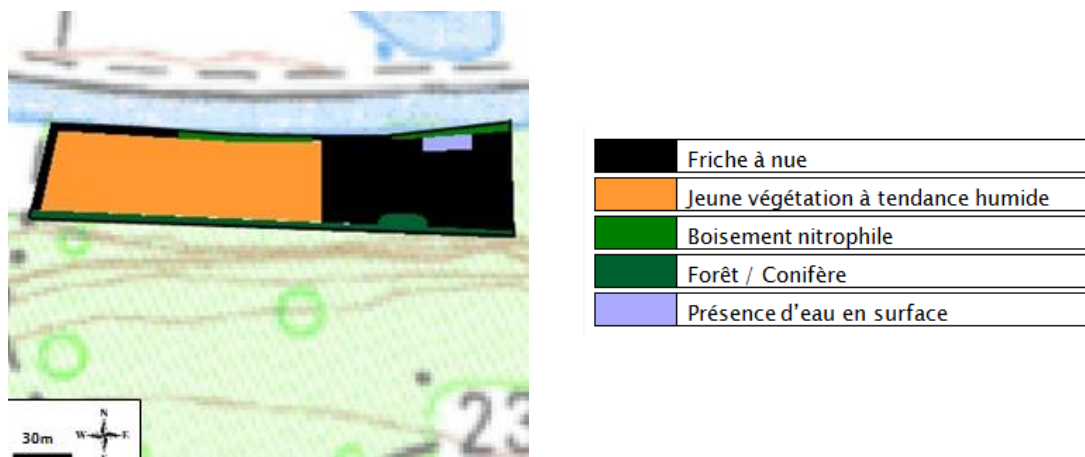 Friche à nue
Jeune végétation à tendance humide
Boisement nitrophile
Forêt / Conifère
Présence d'eau en surface
23
N
30m W E